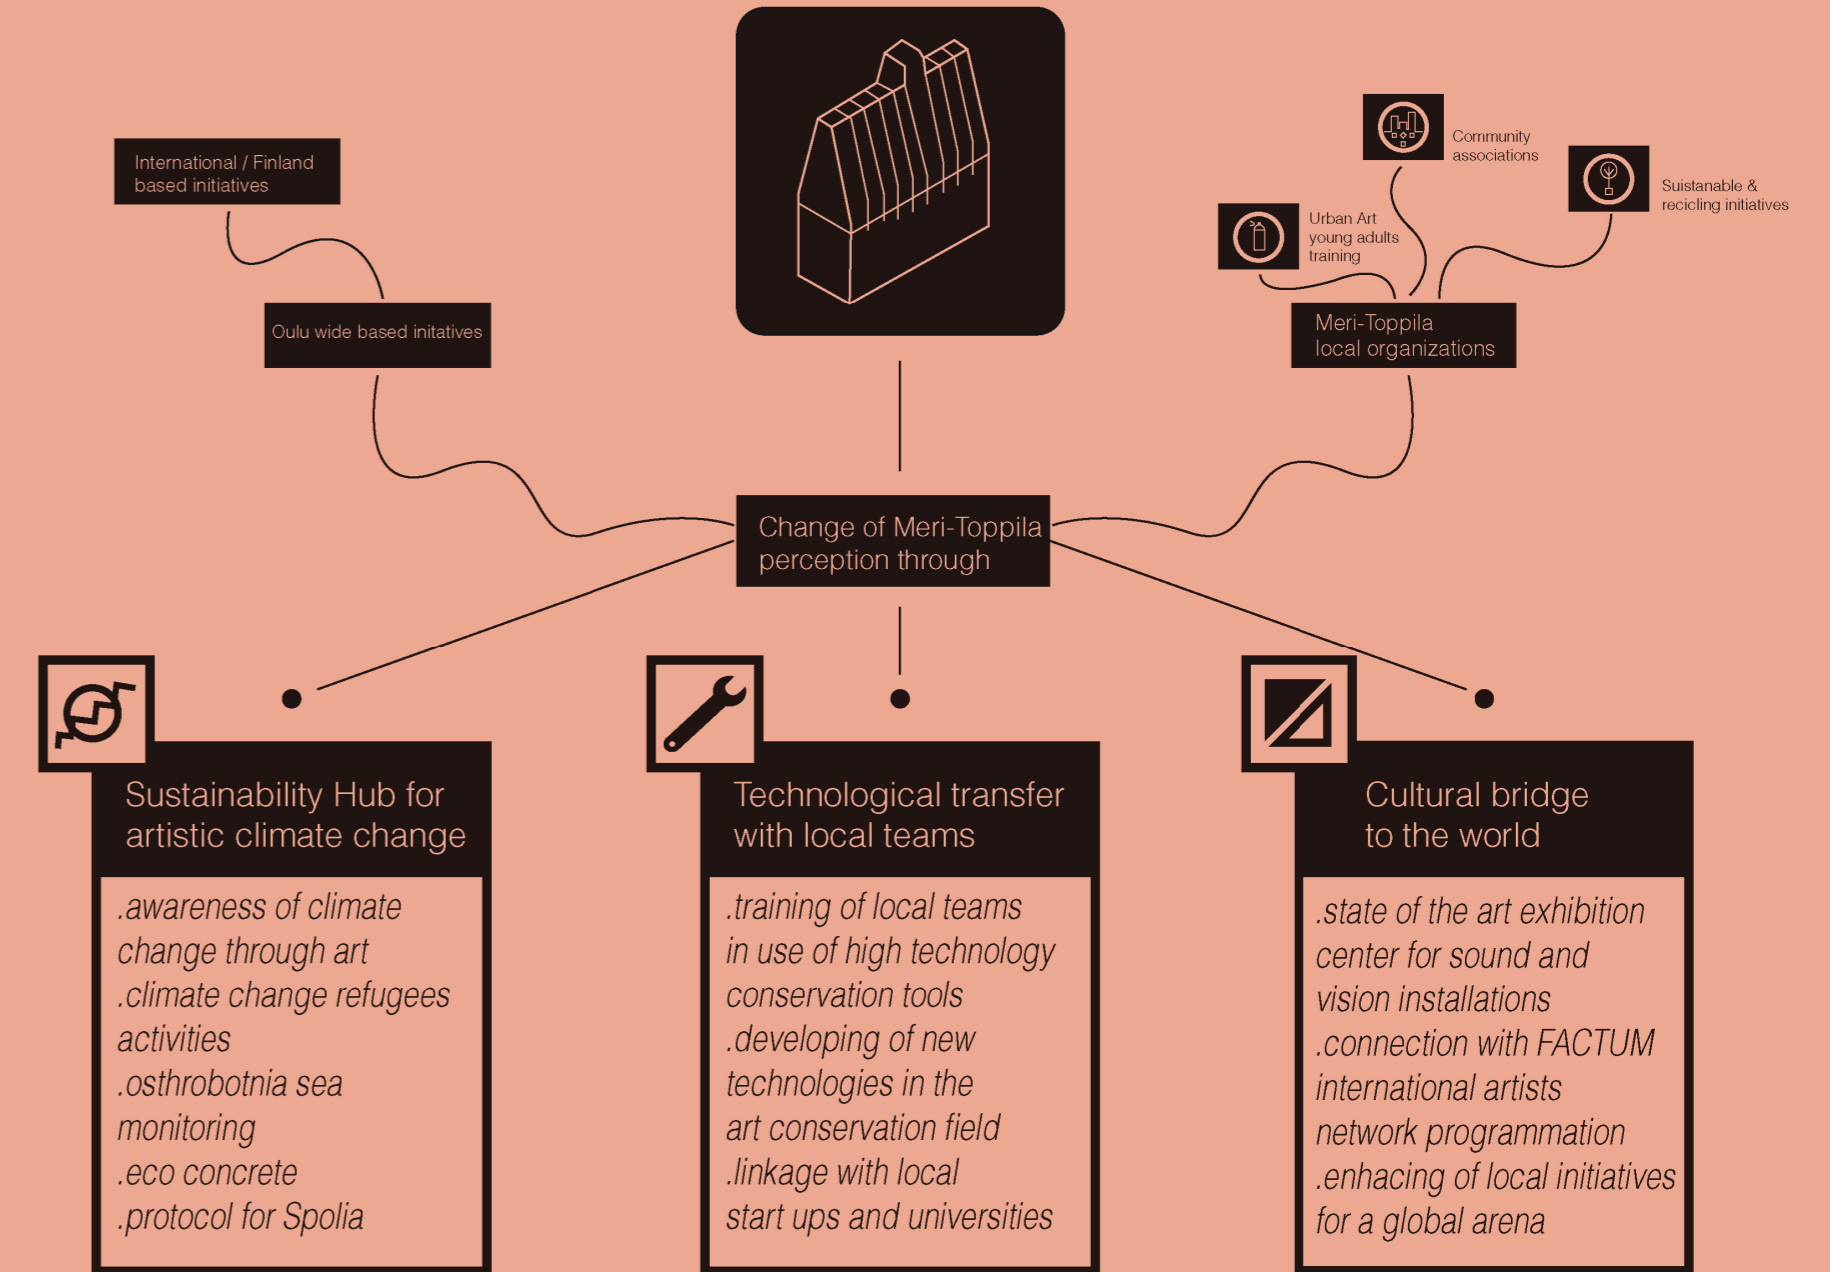 International / Finland
based initiatives
Oulu wide based initatives
Community
associations
Suistanable &
recicling initiatives
Urban Art
young adults
training
Meri-Toppila
local organizations
Change of Meri-Toppila
perception through
Sustainability Hub for
artistic climate change
.awareness of climate
change through art
.climate change refugees
activities
.osthrobotnia sea
monitoring
.eco concrete
.protocol for Spolia
Technological transfer
with local teams
.training of local teams
in use of high technology
conservation tools
.developing of new
technologies in the
art conservation field
.linkage with local
start ups and universities
Cultural bridge
to the world
.state of the art exhibition
center for sound and
vision installations
.connection with FACTUM
international artists
network programmation
.enhacing of local initiatives
for a global arena